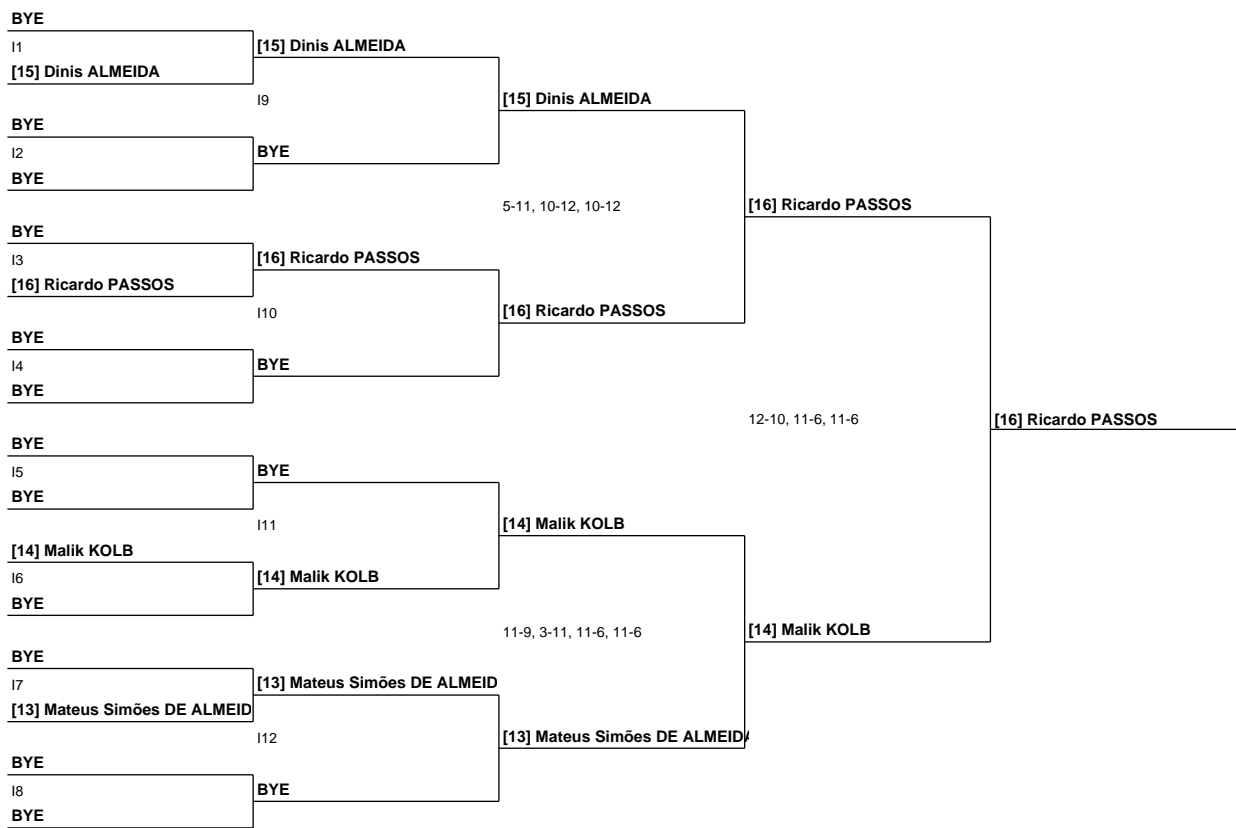 BYE
I1
[15] Dinis ALMEIDA
BYE
I2
BYE
BYE
I3
[16] Ricardo PASSOS
BYE
I4
BYE
BYE
I5
BYE
[14] Malik KOLB
I6
BYE
BYE
I7
[13] Mateus Simões DE ALMEID
BYE
I8
BYE
[15] Dinis ALMEIDA
I9
BYE
[16] Ricardo PASSOS
I10
BYE
BYE
I11
[14] Malik KOLB
[13] Mateus Simões DE ALMEID
I12
BYE
[15] Dinis ALMEIDA
5-11, 10-12, 10-12
[16] Ricardo PASSOS
[14] Malik KOLB
11-9, 3-11, 11-6, 11-6
[13] Mateus Simões DE ALMEIDA
[16] Ricardo PASSOS
12-10, 11-6, 11-6
[14] Malik KOLB
[16] Ricardo PASSOS